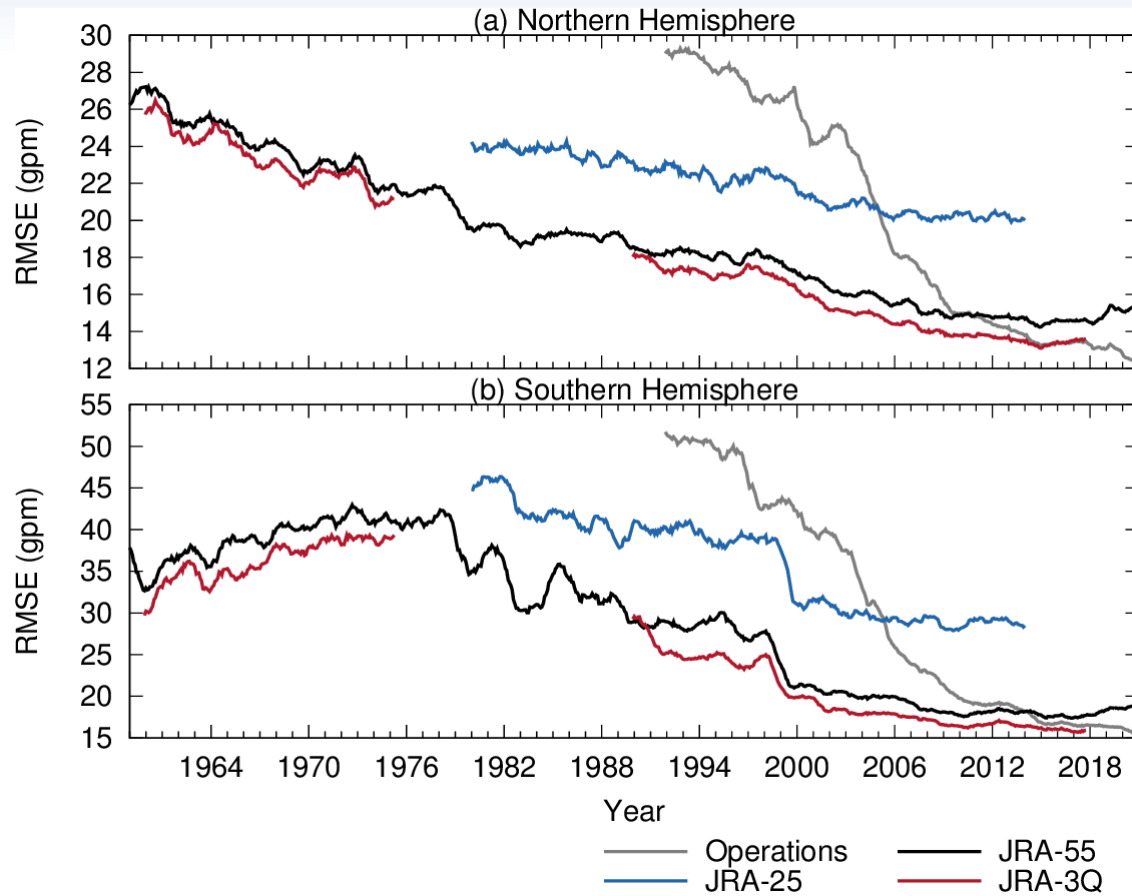 (a) Northern Hemisphere
30
28
26
24
22
20
18
16
14
12
RMSE (gpm)
(b) Southern Hemisphere
55
50
45
40
35
30
25
20
15
RMSE (gpm)
1964 1970 1976 1982 1988 1994 2000 2006 2012 2018
Year
Operations JRA-55
JRA-25 JRA-3Q